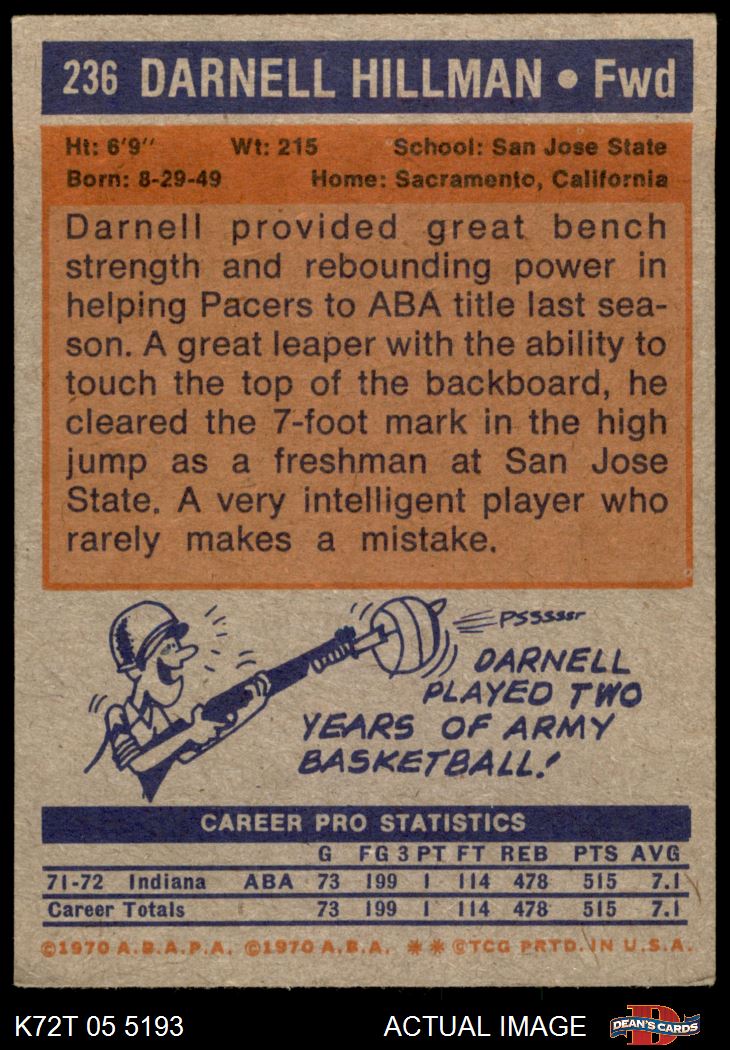 236 DARNELL HILLMAN • Fwd
Ht: 6'9" Wt: 215 School: San Jose State
Born: 8-29-49 Home: Sacramento, California
Darnell provided great bench
strength and rebounding power in
helping Pacers to ABA title last sea-
son. A great leaper with the ability to
touch the top of the backboard, he
cleared the 7-foot mark in the high
jump as a freshman at San Jose
State. A very intelligent player who
rarely makes a mistake.
PSSSSST
DARNELL
PLAYED TWO
YEARS OF ARMY
BASKETBALL!
CAREER PRO STATISTICS
G FG 3 PT FT REB PTS AVG
71-72 Indiana ABA 73 199 1 114 478 515 7.1
Career Totals 73 199 1 114 478 515 7.1
©1970 A.B.A.P.A. ©1970 A.B.A. ** ©TCG PRTD. IN U.S.A.
K72T 05 5193 ACTUAL IMAGE
D
DEAN'S CARDS